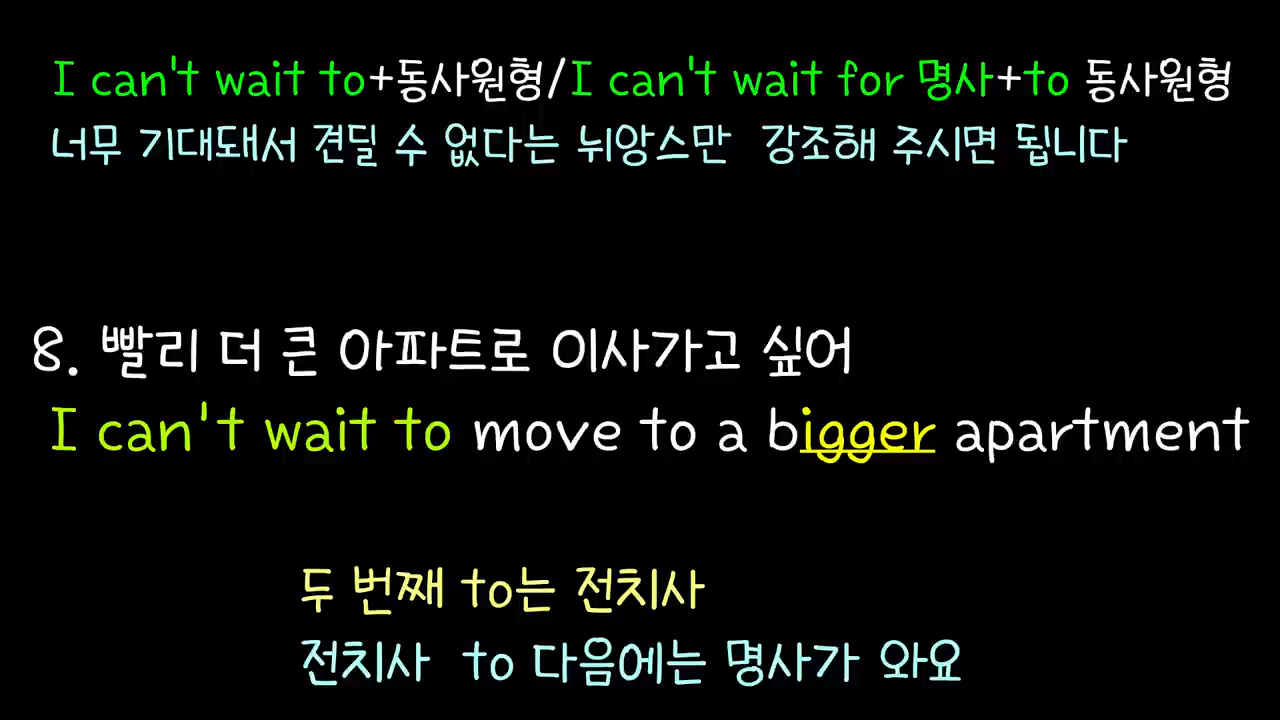 I can't wait to+동사원형/I can't wait for 명사+to 동사원형
너무 기대돼서 견딜 수 없다는 뉘앙스만 강조해 주시면 됩니다
8. 빨리 더 큰 아파트로 이사가고 싶어
I can't wait to move to a bigger apartment
두 번째 to는 전치사
전치사 to 다음에는 명사가 와요